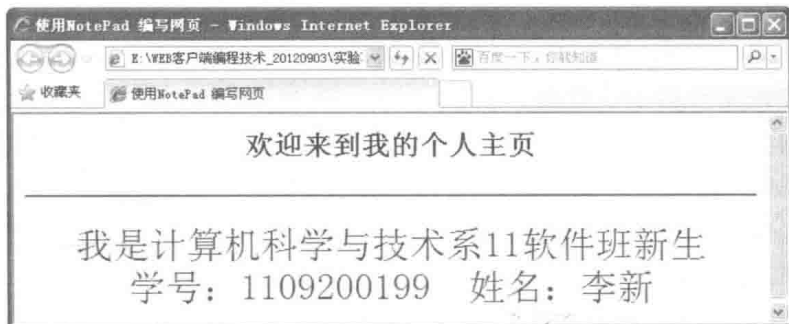 使用NotePad 编写网页 - Windows Internet Explorer
E:\WEB客户端编程技术_20120903\实验
百度一下，你就知道
收藏夹
使用NotePad 编写网页
欢迎来到我的个人主页
我是计算机科学与技术系11软件班新生
学号：1109200199 姓名：李新